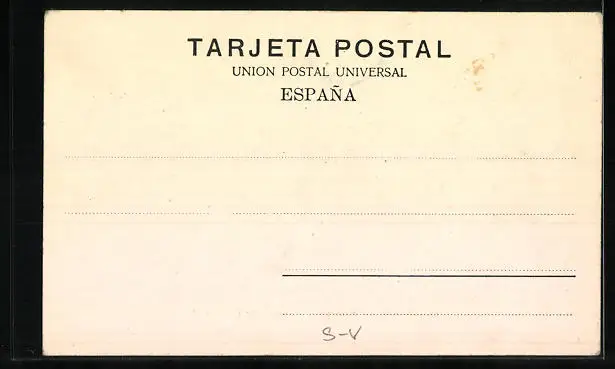 TARJETA POSTAL
UNION POSTAL UNIVERSAL
ESPAÑA
S-V